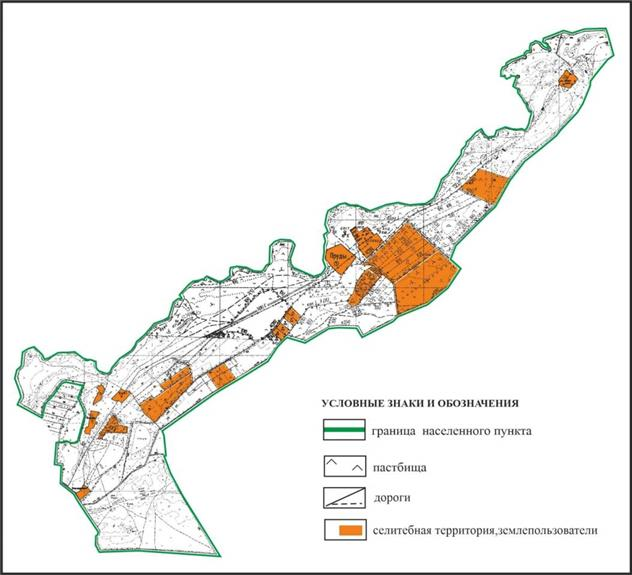 Пруды
УСЛОВНЫЕ ЗНАКИ И ОБОЗНАЧЕНИЯ
граница населенного пункта
пастбища
дороги
селитебная территория,землепользователи